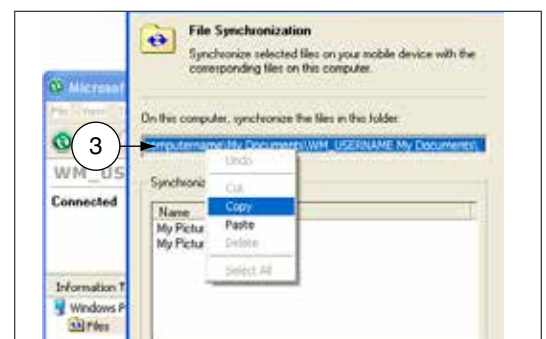 File Synchronization
Synchronize selected files on your mobile device with the
corresponding files on this computer.
Microsof
On this computer, synchronize the files in this folder:
3
mputername\My Documents\WM_USERNAME My Documents\
WM_US
Undo
Synchroniz
Cut
Connected
Copy
Name
Paste
My Pictur
Delete
My Pictur
Select All
Information T
Windows P
Files